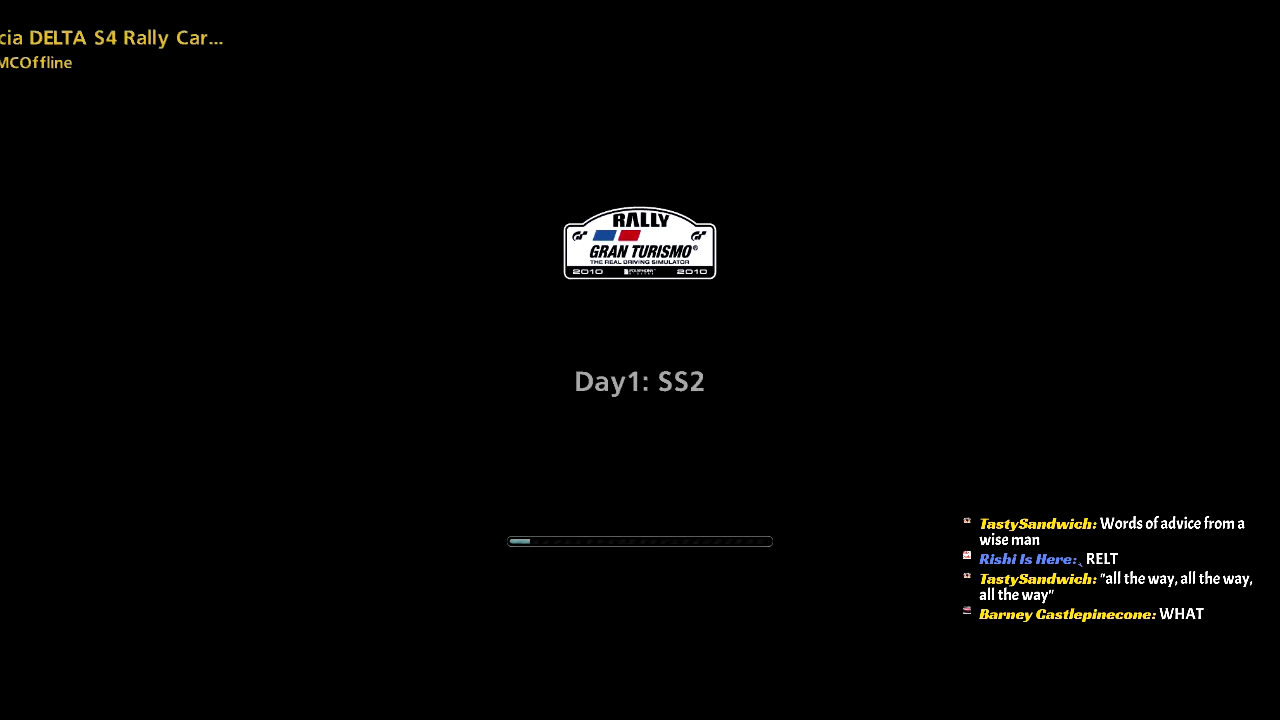 cia DELTA S4 Rally Car...
MCOffline
RALLY
GRAN TURISMO®
THE REAL DRIVING SIMULATOR
2010 2010
Day1: SS2
TastySandwich: Words of advice from a
wise man
Rishi Is Here: RELT
TastySandwich: "all the way, all the way,
all the way"
Barney Castlepinecone: WHAT